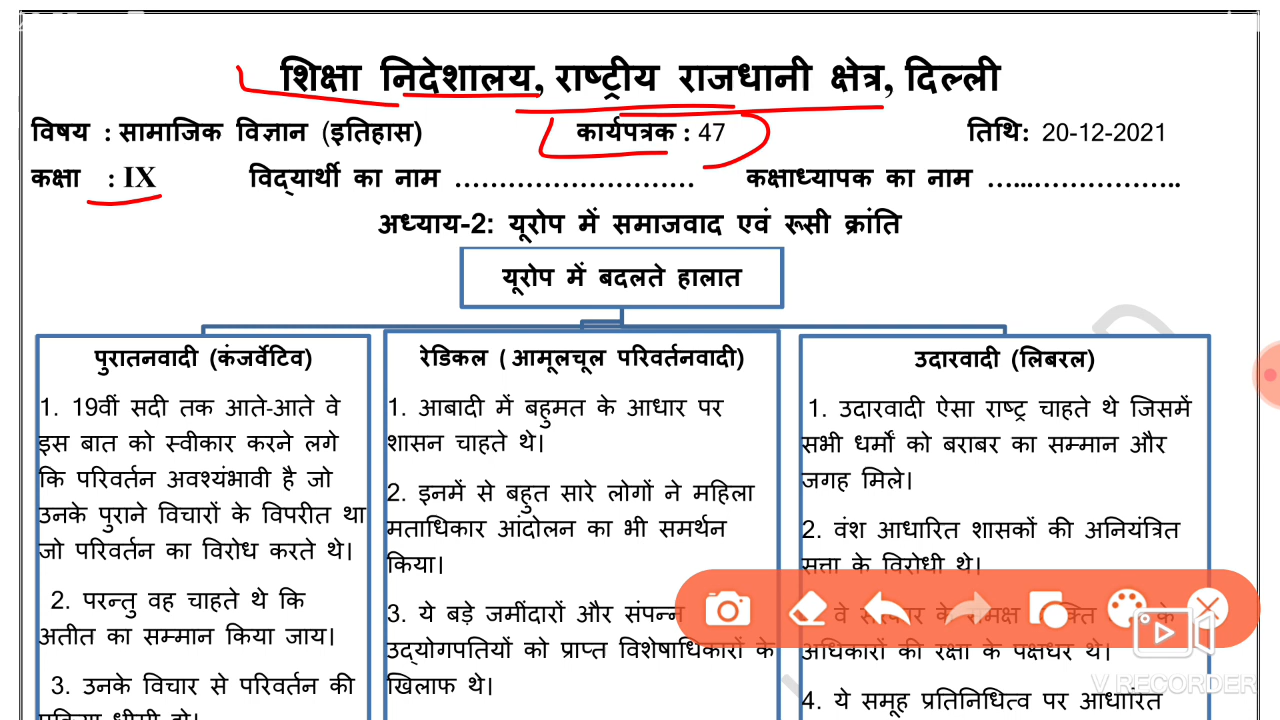 शिक्षा निदेशालय, राष्ट्रीय राजधानी क्षेत्र, दिल्ली
विषय : सामाजिक विज्ञान (इतिहास) कार्यपत्रक : 47 तिथि: 20-12-2021
कक्षा : IX विद्यार्थी का नाम ........................... कक्षाध्यापक का नाम ......................
अध्याय-2: यूरोप में समाजवाद एवं रूसी क्रांति
यूरोप में बदलते हालात
पुरातनवादी (कंजर्वेटिव)
1. 19वीं सदी तक आते-आते वे
इस बात को स्वीकार करने लगे
कि परिवर्तन अवश्यंभावी है जो
उनके पुराने विचारों के विपरीत था
जो परिवर्तन का विरोध करते थे।
2. परन्तु वह चाहते थे कि
अतीत का सम्मान किया जाय।
3. उनके विचार से परिवर्तन की
रेडिकल ( आमूलचूल परिवर्तनवादी)
1. आबादी में बहुमत के आधार पर
शासन चाहते थे।
2. इनमें से बहुत सारे लोगों ने महिला
मताधिकार आंदोलन का भी समर्थन
किया।
3. ये बड़े जमींदारों और संपन्न
उद्योगपतियों को प्राप्त विशेषाधिकारों के
खिलाफ थे।
उदारवादी (लिबरल)
1. उदारवादी ऐसा राष्ट्र चाहते थे जिसमें
सभी धर्मों को बराबर का सम्मान और
जगह मिले।
2. वंश आधारित शासकों की अनियंत्रित
सत्ता के विरोधी थे।
वे के के
अधिकारों की रक्षा के पक्षधर थे।
4. ये समूह प्रतिनिधित्व पर आधारित
V RECORDER